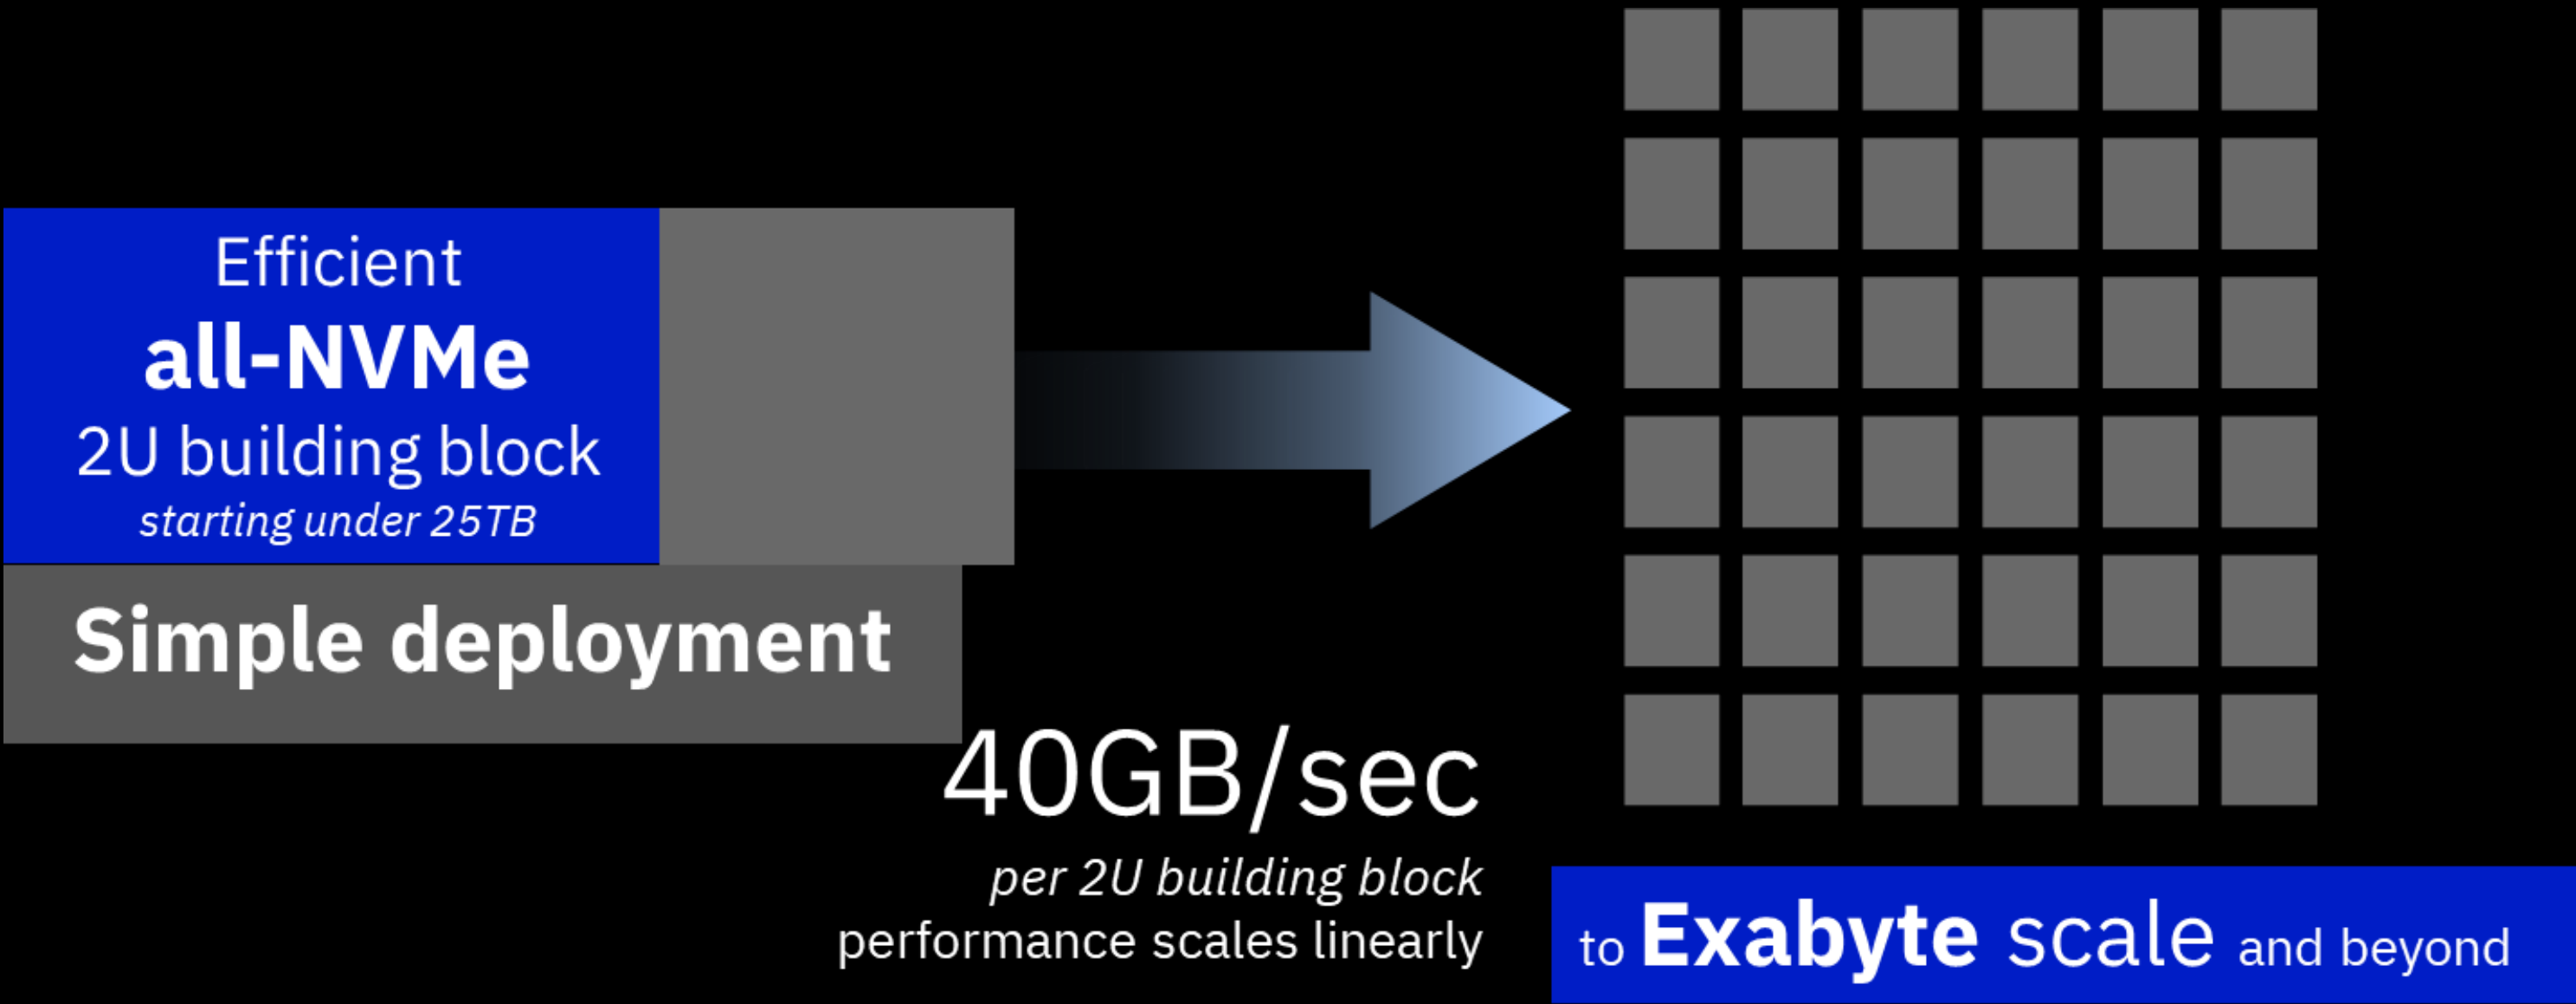 Efficient
all-NVMe
2U building block
starting under 25TB
Simple deployment
40GB/sec
per 2U building block
performance scales linearly
to Exabyte scale and beyond